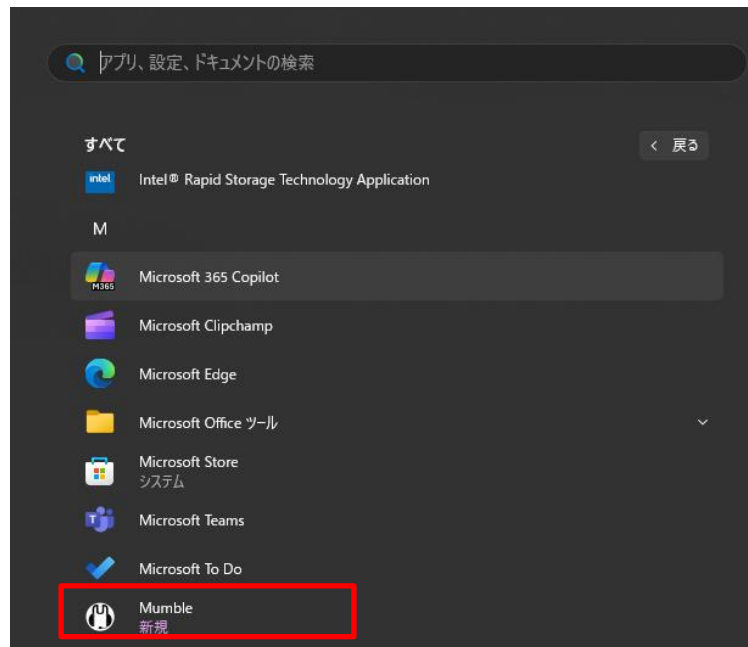 アプリ、設定、ドキュメントの検索
すべて
戻る
intel
Intel® Rapid Storage Technology Application
M
M365
Microsoft 365 Copilot
Microsoft Clipchamp
Microsoft Edge
Microsoft Office ツール
Microsoft Store
システム
Microsoft Teams
Microsoft To Do
Mumble
新規